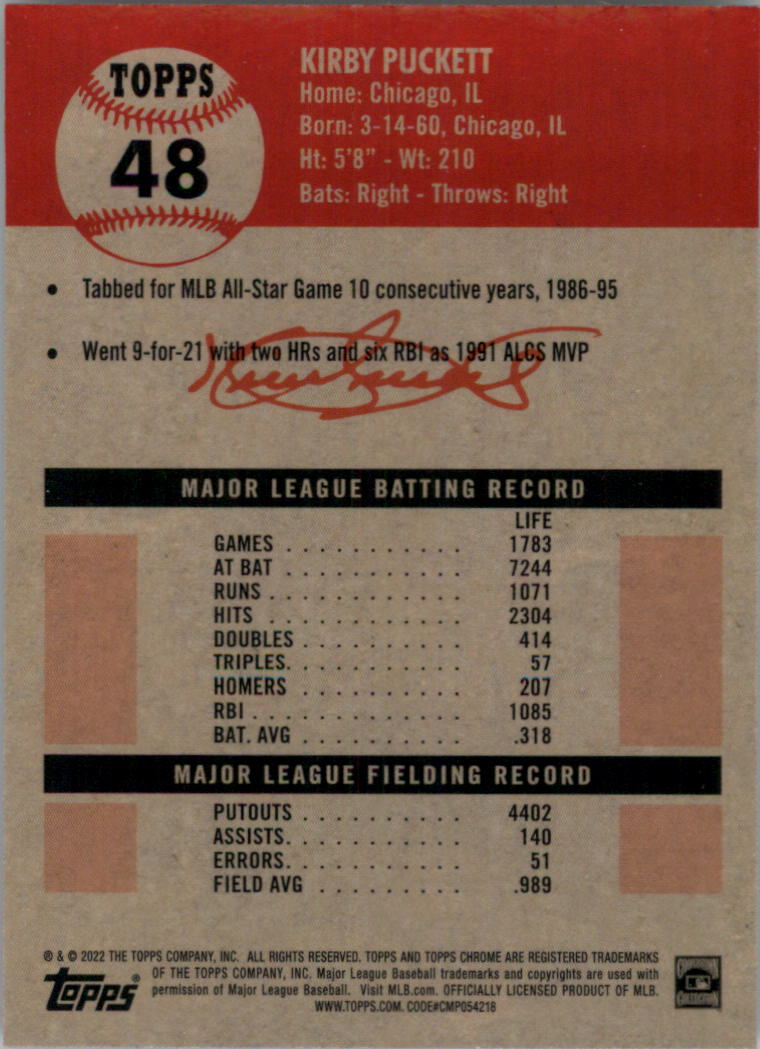 TOPPS
48
KIRBY PUCKETT
Home: Chicago, IL
Born: 3-14-60, Chicago, IL
Ht: 5'8" - Wt: 210
Bats: Right - Throws: Right
• Tabbed for MLB All-Star Game 10 consecutive years, 1986-95
• Went 9-for-21 with two HRs and six RBI as 1991 ALCS MVP
MAJOR LEAGUE BATTING RECORD
LIFE
GAMES . . . . . . . . . . . 1783
AT BAT . . . . . . . . . . . 7244
RUNS . . . . . . . . . . . . 1071
HITS . . . . . . . . . . . . 2304
DOUBLES . . . . . . . . . . 414
TRIPLES. . . . . . . . . . . 57
HOMERS . . . . . . . . . . 207
RBI . . . . . . . . . . . . . 1085
BAT. AVG . . . . . . . . . . .318
MAJOR LEAGUE FIELDING RECORD
PUTOUTS . . . . . . . . . . 4402
ASSISTS. . . . . . . . . . . 140
ERRORS. . . . . . . . . . . 51
FIELD AVG . . . . . . . . . .989
® & © 2022 THE TOPPS COMPANY, INC. ALL RIGHTS RESERVED. TOPPS AND TOPPS CHROME ARE REGISTERED TRADEMARKS
OF THE TOPPS COMPANY, INC. Major League Baseball trademarks and copyrights are used with
permission of Major League Baseball. Visit MLB.com. OFFICIALLY LICENSED PRODUCT OF MLB.
WWW.TOPPS.COM. CODE#CMP054218
topps®